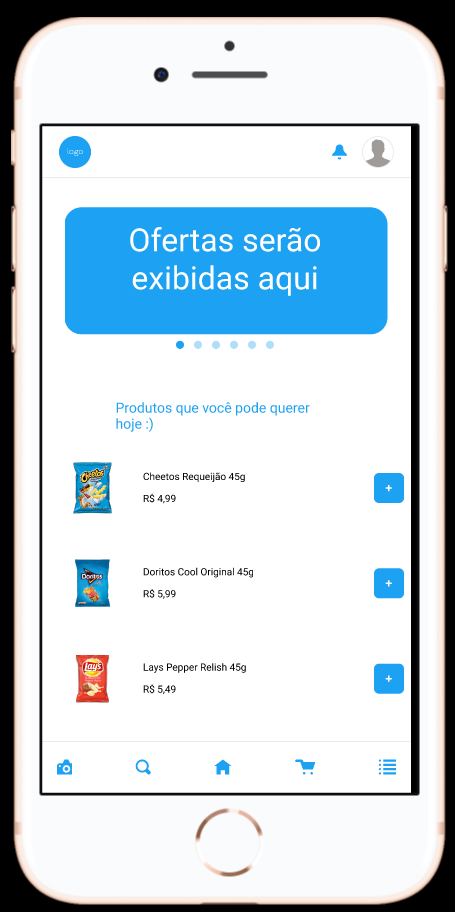 logo
Ofertas serão
exibidas aqui
Produtos que você pode querer
hoje :)
Cheetos
Cheetos Requeijão 45g
R$ 4,99
+
Doritos
Doritos Cool Original 45g
R$ 5,99
+
Lay's
Lays Pepper Relish 45g
R$ 5,49
+